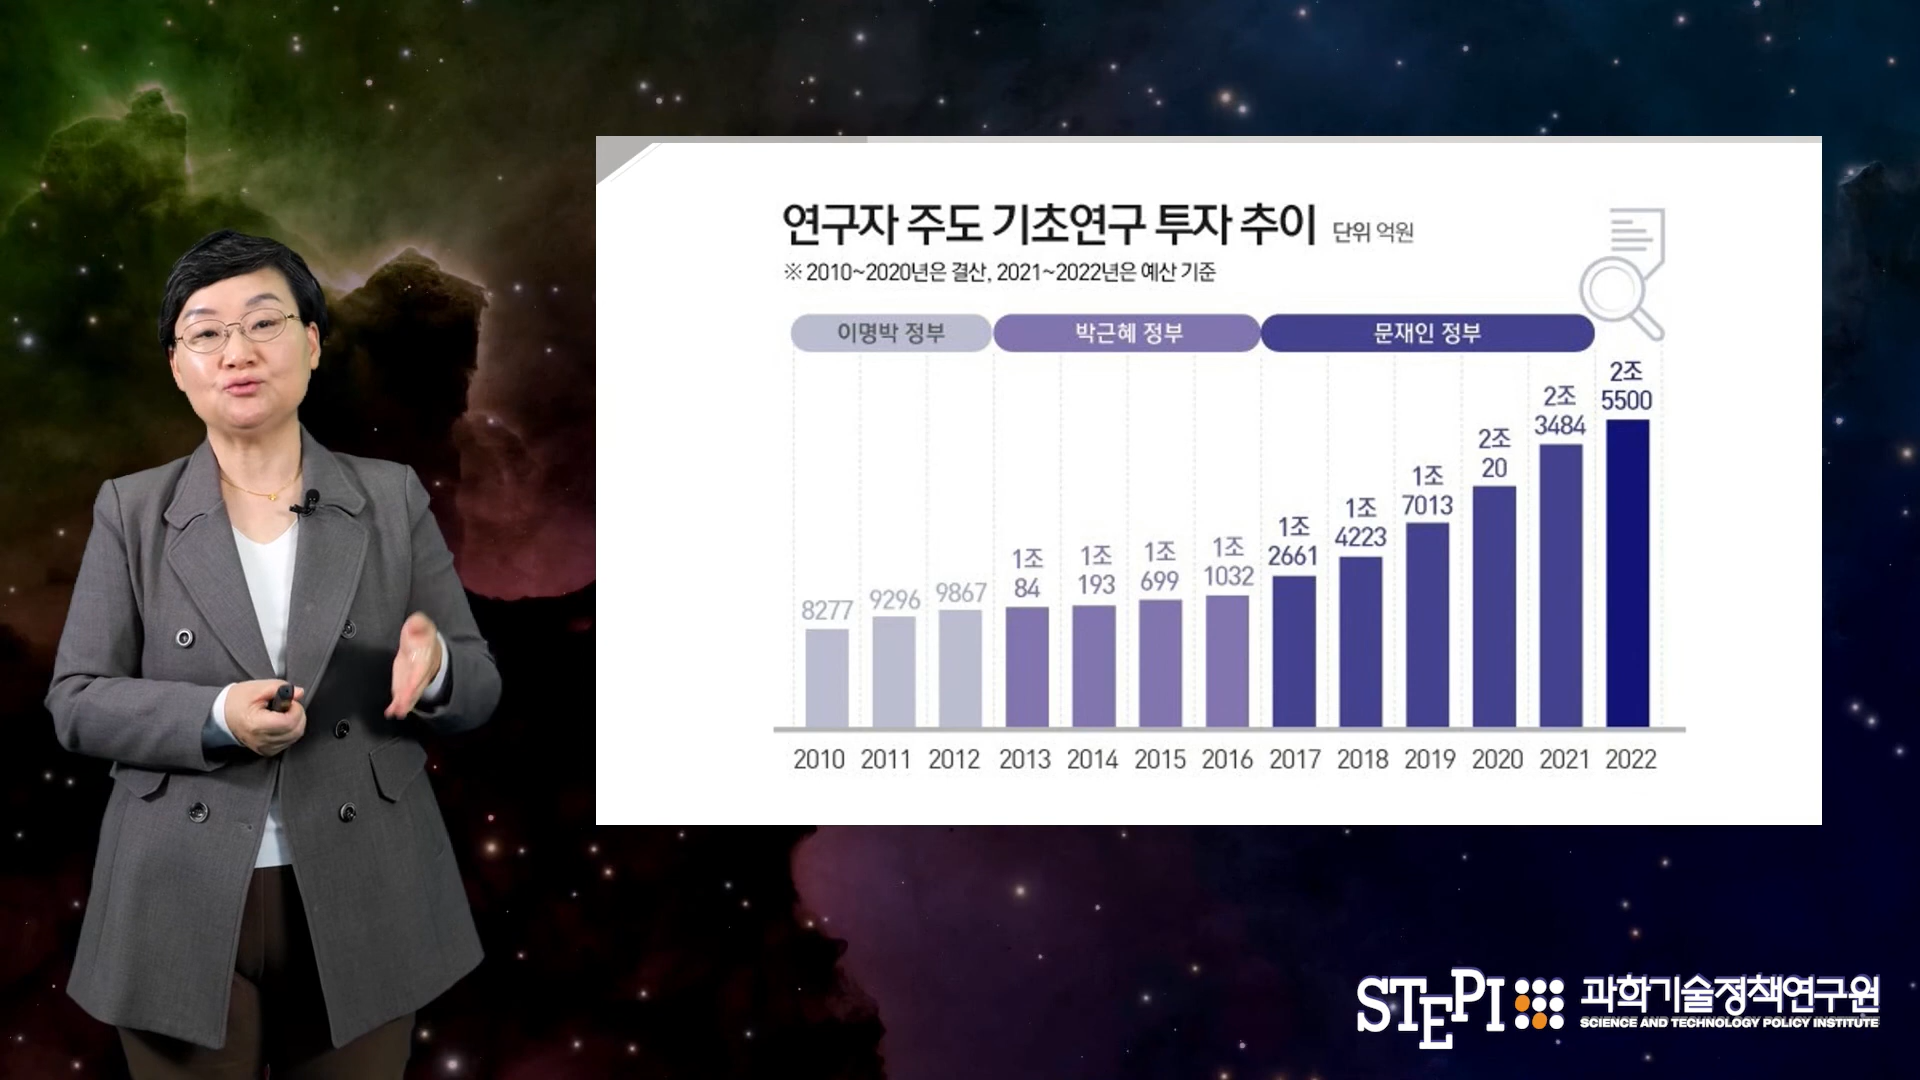 연구자 주도 기초연구 투자 추이 단위 억원
※ 2010~2020년은 결산, 2021~2022년은 예산 기준
이명박 정부 박근혜 정부 문재인 정부
8277
9296
9867
1조
84
1조
193
1조
699
1조
1032
1조
2661
1조
4223
1조
7013
2조
20
2조
3484
2조
5500
2010 2011 2012 2013 2014 2015 2016 2017 2018 2019 2020 2021 2022
STEPI 과학기술정책연구원
SCIENCE AND TECHNOLOGY POLICY INSTITUTE